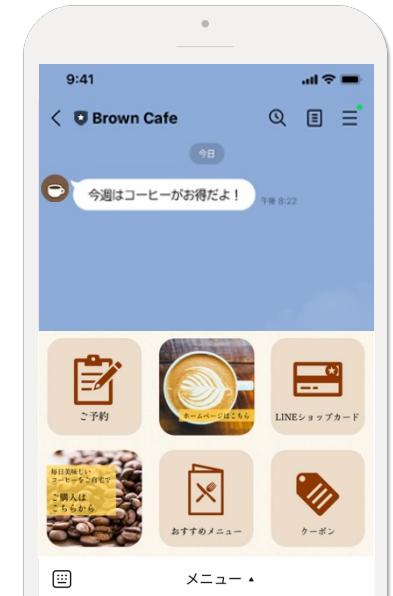 9:41
Brown Cafe
今日
今週はコーヒーがお得だよ！
午後 8:22
ご予約
ホームページはこちら
LINEショップカード
毎日美味しい
コーヒーをご自宅で
ご購入は
こちらから
おすすめメニュー
クーポン
メニュー